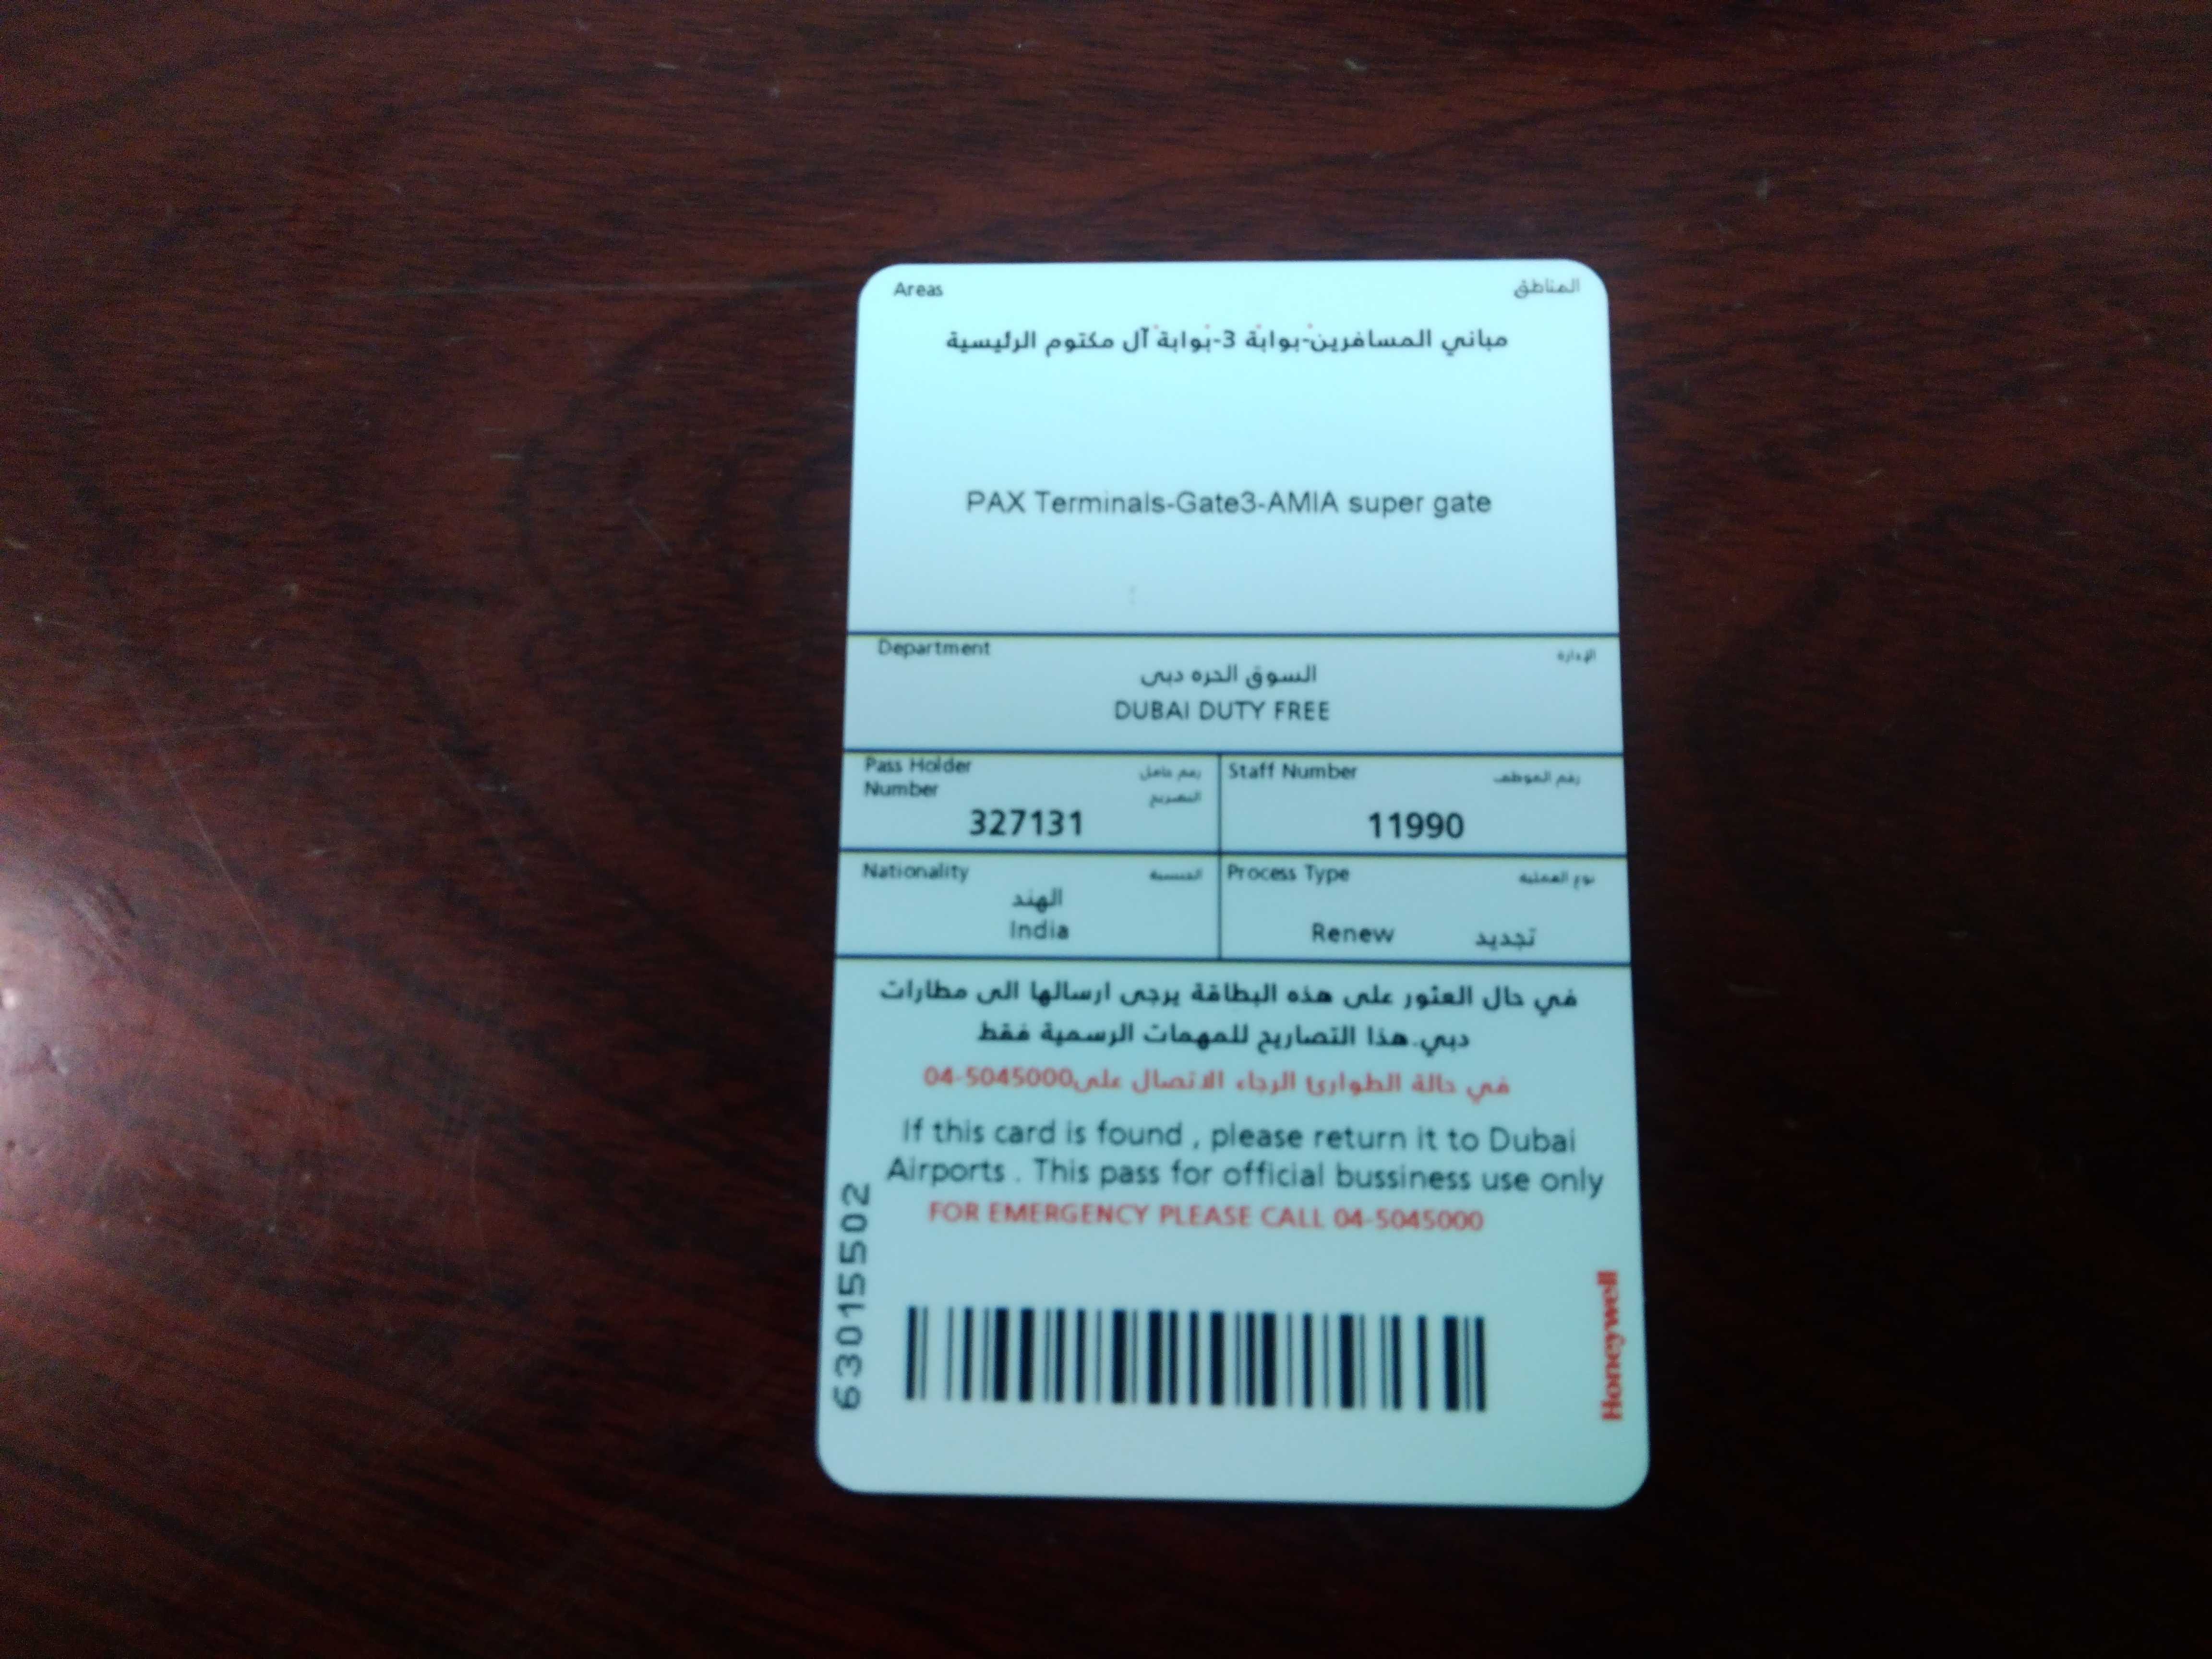 Areas المناطق
مباني المسافرين-بوابة 3-بوابة آل مكتوم الرئيسية
PAX Terminals-Gate3-AMIA super gate
Department الإدارة
السوق الحره دبى
DUBAI DUTY FREE
Pass Holder رقم حامل
Number التصريح
327131
Staff Number رقم الموظف
11990
Nationality الجنسية
الهند
India
Process Type نوع العملية
Renew تجديد
في حال العثور على هذه البطاقة يرجى ارسالها الى مطارات
دبي.هذا التصاريح للمهمات الرسمية فقط
في حالة الطوارئ الرجاء الاتصال على04-5045000
If this card is found , please return it to Dubai
Airports . This pass for official bussiness use only
FOR EMERGENCY PLEASE CALL 04-5045000
63015502
Honeywell